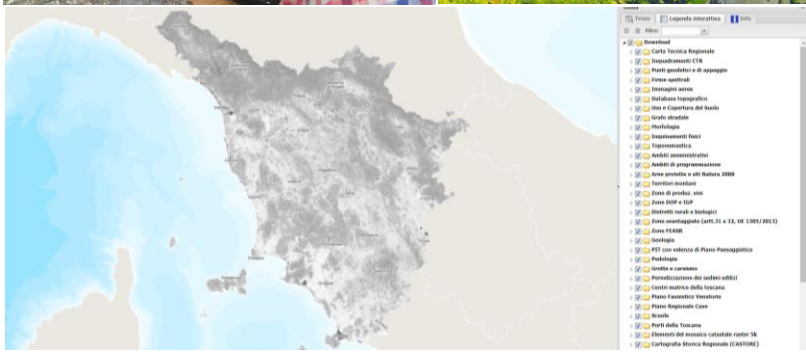 Trova
Legenda interattiva
Info
Filtro:
Download
Carta Tecnica Regionale
Inquadramenti CTR
Punti geodetici e di appoggio
Firme spettrali
Immagini aeree
Database topografico
Uso e Copertura del Suolo
Grafo stradale
Morfologia
Inquinamenti fisici
Toponomastica
Ambiti amministrativi
Ambiti di programmazione
Aree protette e siti Natura 2000
Territori montani
Zone di produz. vini
Zone DOP e IGP
Distretti rurali e biologici
Zone svantaggiate (artt.31 e 32, UE 1305/2013)
Zone FEASR
Geologia
PIT con valenza di Piano Paesaggistico
Pedologia
Grotte e carsismo
Periodizzazione dei sedimi edilizi
Centri matrice della toscana
Piano Faunistico Venatorio
Piano Regionale Cave
Scuole
Porti della Toscana
Elementi del mosaico catastale raster 5k
Cartografia Storica Regionale (CASTORE)